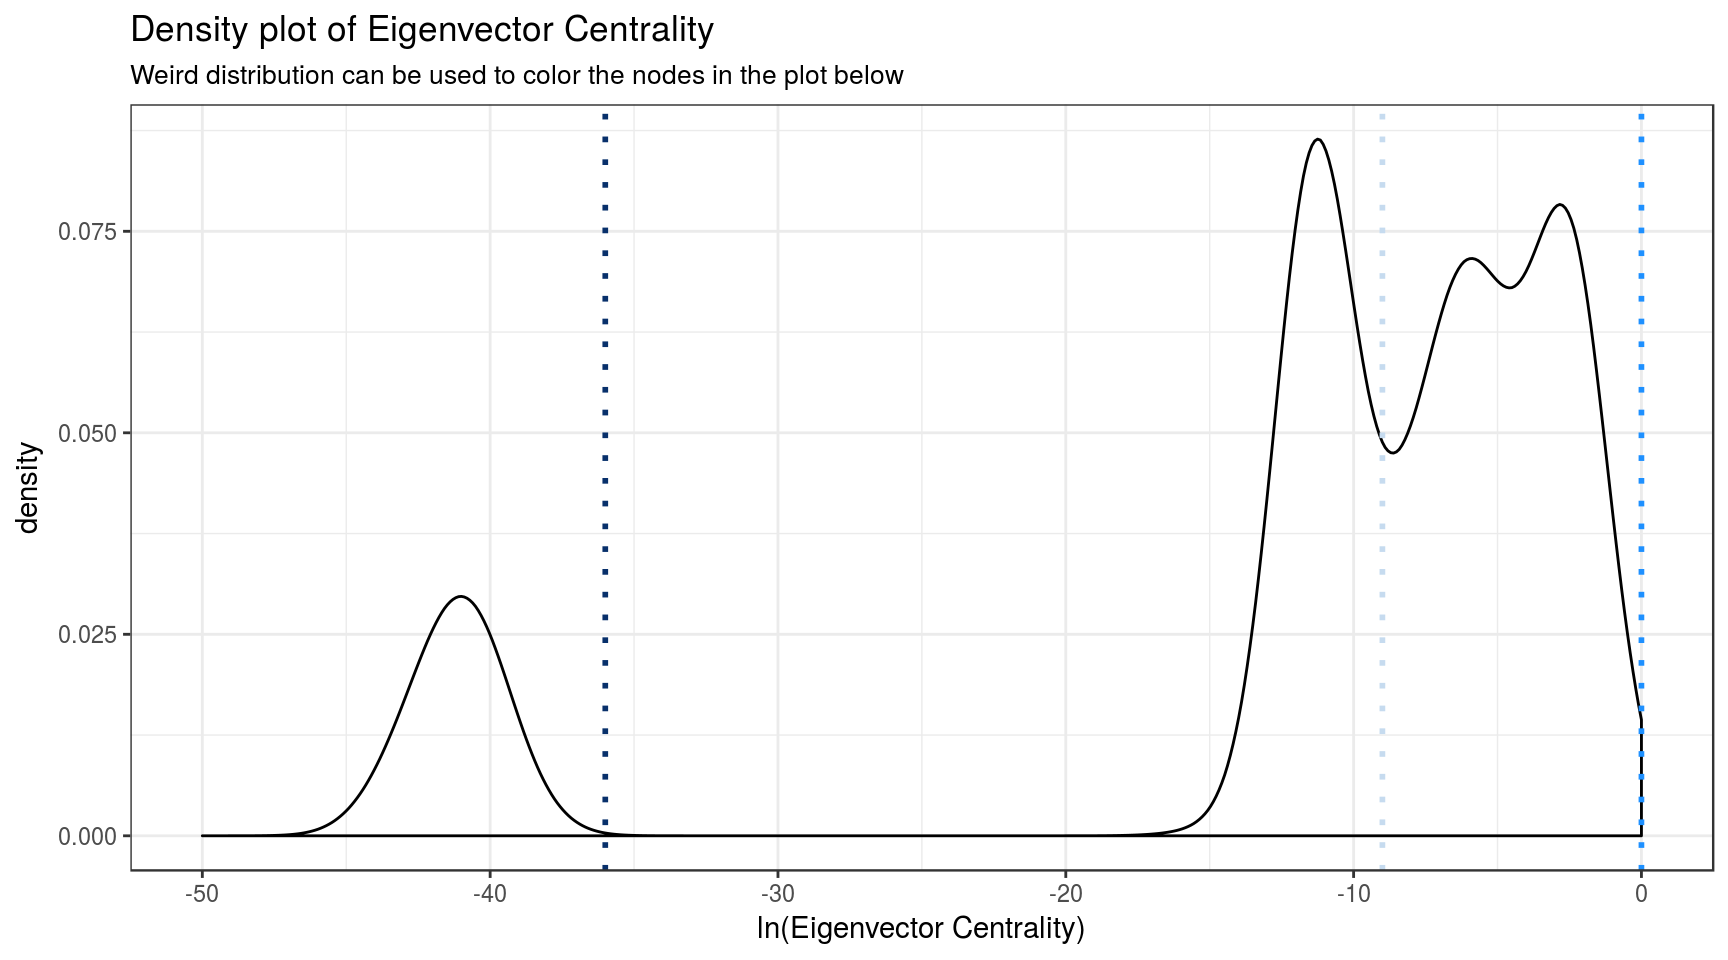 Density plot of Eigenvector Centrality
Weird distribution can be used to color the nodes in the plot below
density
0.075
0.050
0.025
0.000
-50 -40 -30 -20 -10 0
ln(Eigenvector Centrality)